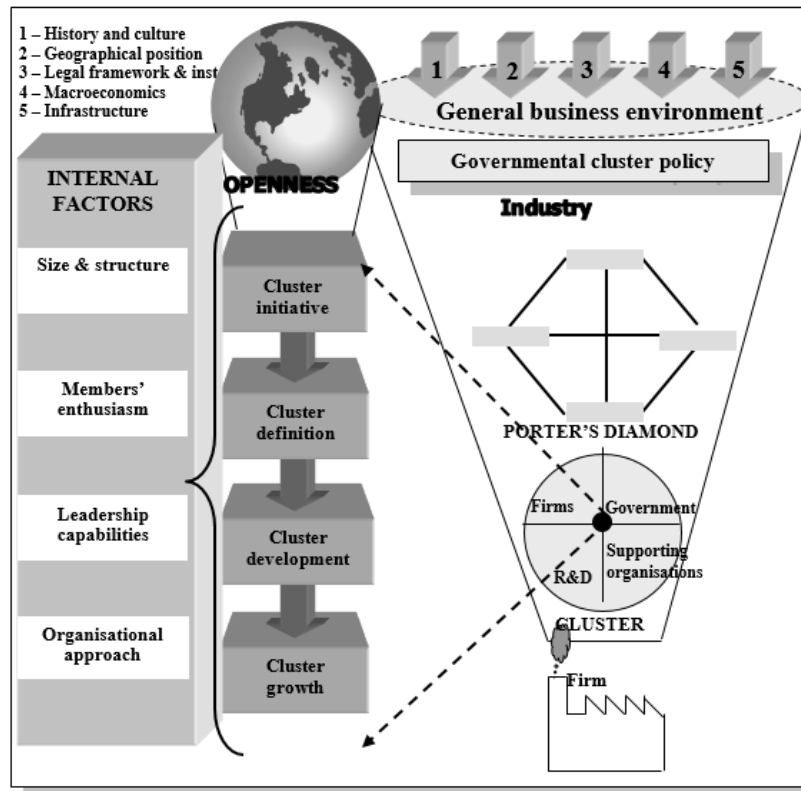 1 – History and culture
2 – Geographical position
3 – Legal framework & inst
4 – Macroeconomics
5 – Infrastructure
1 2 3 4 5
General business environment
Governmental cluster policy
INTERNAL
FACTORS
OPENNESS
Industry
Size & structure
Cluster
initiative
Members'
enthusiasm
Cluster
definition
PORTER'S DIAMOND
Leadership
capabilities
Cluster
development
Firms
Government
R&D
Supporting
organisations
CLUSTER
Organisational
approach
Cluster
growth
Firm